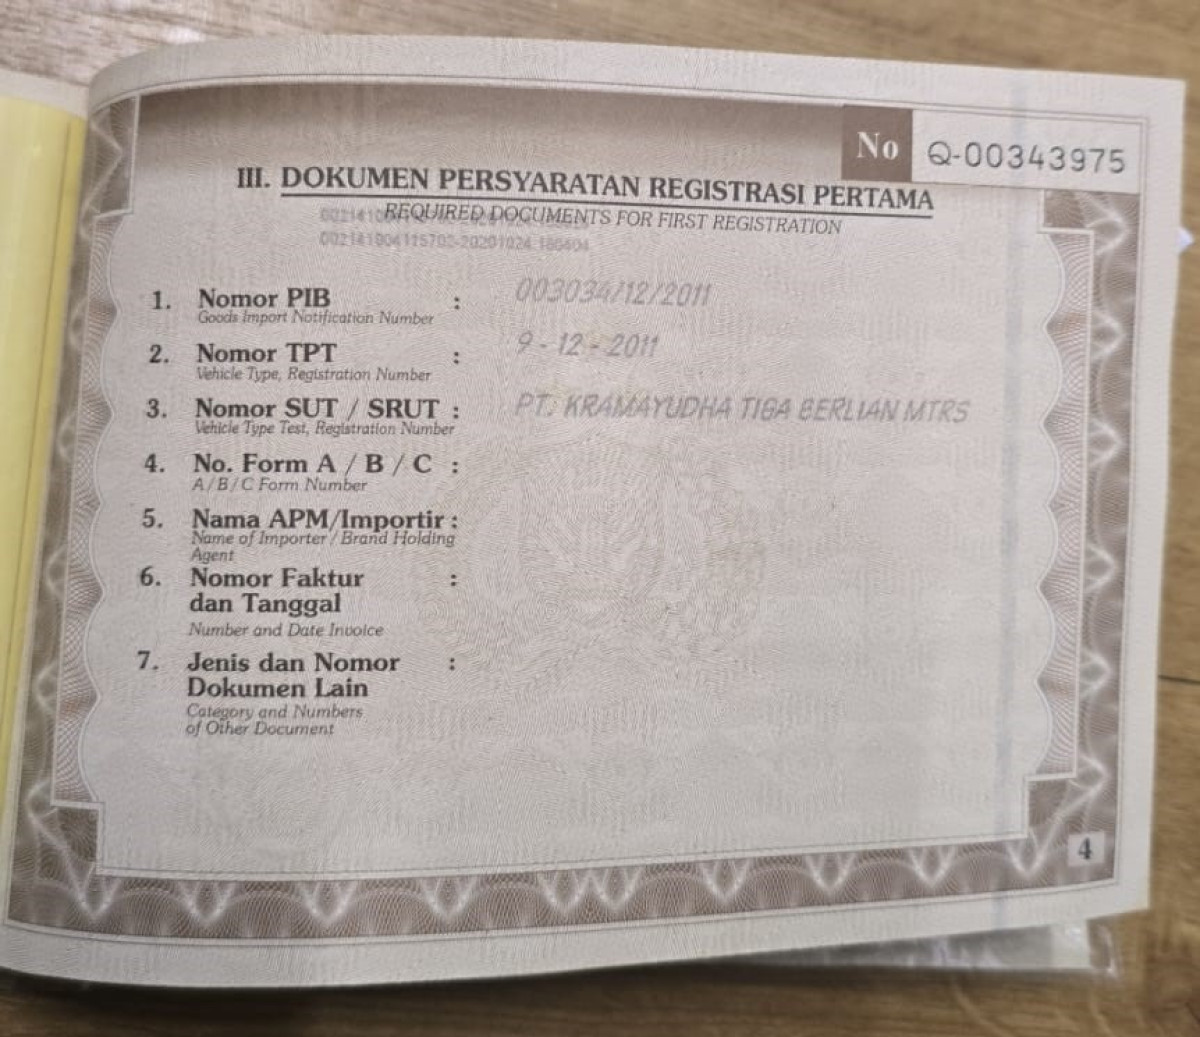 No Q-00343975
III. DOKUMEN PERSYARATAN REGISTRASI PERTAMA
REQUIRED DOCUMENTS FOR FIRST REGISTRATION
002141004115702-20201024-180604
1. Nomor PIB : 003034/12/2011
Goods Import Notification Number
2. Nomor TPT : 9 - 12 - 2011
Vehicle Type, Registration Number
3. Nomor SUT / SRUT : PT. KRAMAYUDHA TIGA BERLIAN MTRS
Vehicle Type Test, Registration Number
4. No. Form A / B / C :
A / B / C Form Number
5. Nama APM/Importir :
Name of Importer / Brand Holding
Agent
6. Nomor Faktur :
dan Tanggal
Number and Date Invoice
7. Jenis dan Nomor :
Dokumen Lain
Category and Numbers
of Other Document
4